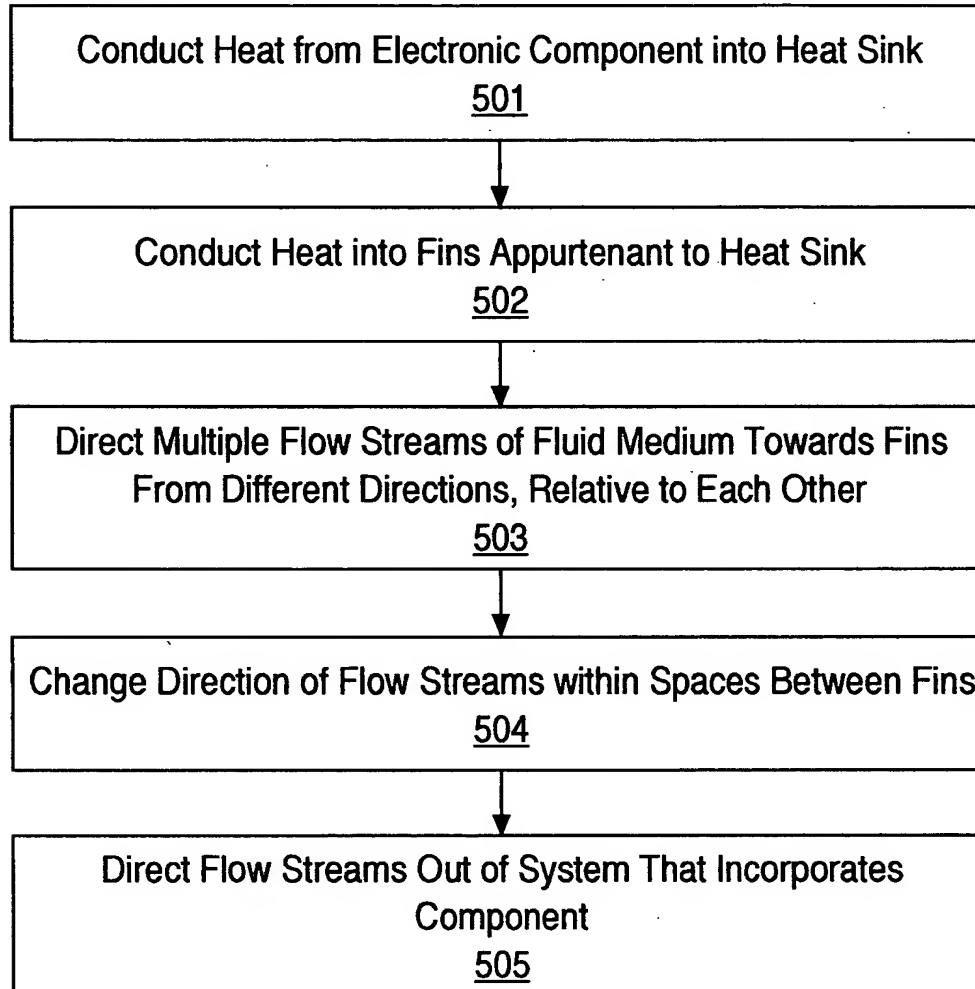 Conduct Heat from Electronic Component into Heat Sink
501
Conduct Heat into Fins Appurtenant to Heat Sink
502
Direct Multiple Flow Streams of Fluid Medium Towards Fins
From Different Directions, Relative to Each Other
503
Change Direction of Flow Streams within Spaces Between Fins
504
Direct Flow Streams Out of System That Incorporates
Component
505